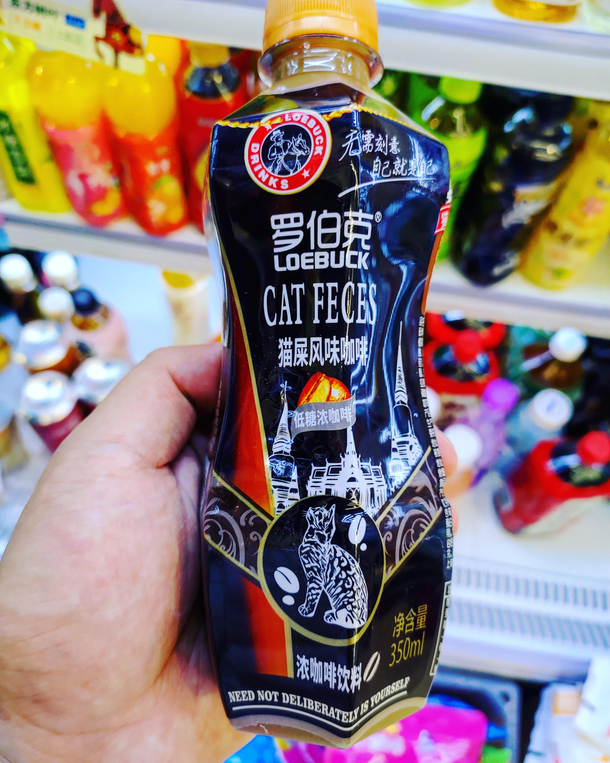 LOEBUCK
DRINKS
无需刻意
自己就是自己
罗伯克®
LOEBUCK
CAT FECES
猫屎风味咖啡
低糖浓咖啡
净含量
350ml
浓咖啡饮料
NEED NOT DELIBERATELY IS YOURSELF